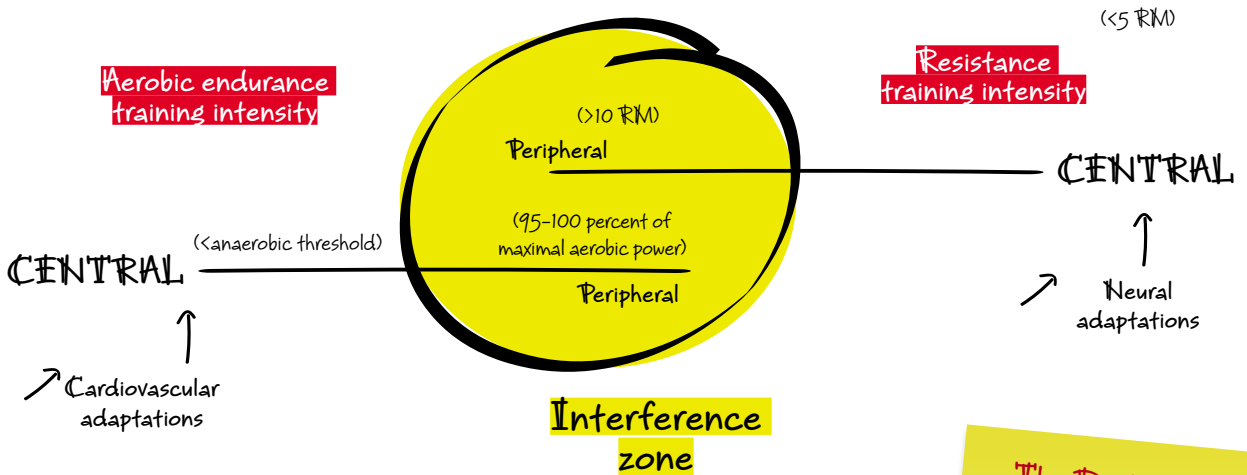 (<5 RM)
Aerobic endurance
training intensity
Resistance
training intensity
(>10 RM)
Peripheral
CENTRAL
(95-100 percent of
maximal aerobic power)
(<anaerobic threshold)
CENTRAL
Peripheral
Neural
adaptations
Cardiovascular
adaptations
Interference
zone